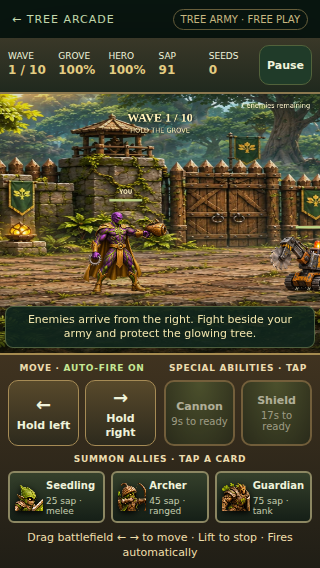 ← TREE ARCADE
TREE ARMY · FREE PLAY
WAVE GROVE HERO SAP SEEDS
1 / 10 100% 100% 91 0
Pause
enemies remaining
WAVE 1 / 10
HOLD THE GROVE
YOU
Enemies arrive from the right. Fight beside your
army and protect the glowing tree.
MOVE · AUTO-FIRE ON
SPECIAL ABILITIES · TAP
←
Hold left
→
Hold
right
Cannon
9s to ready
Shield
17s to
ready
SUMMON ALLIES · TAP A CARD
Seedling
25 sap ·
melee
Archer
45 sap ·
ranged
Guardian
75 sap ·
tank
Drag battlefield ← → to move · Lift to stop · Fires
automatically